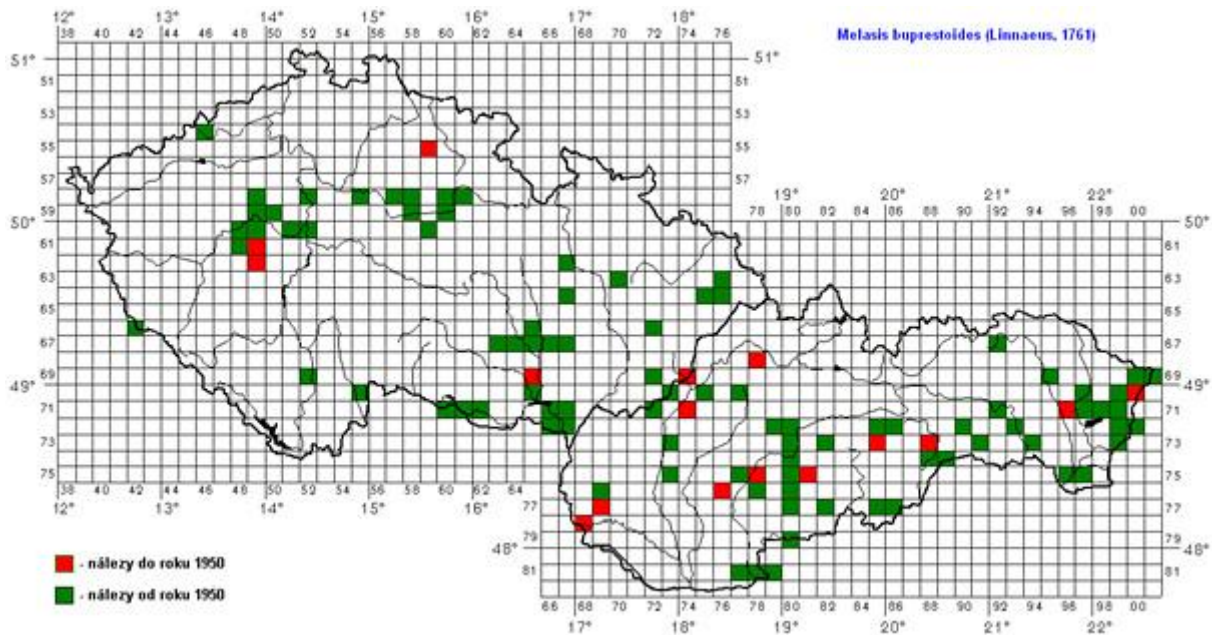 12° 13° 14° 15° 16° 17° 18°
38 40 42 44 46 48 50 52 54 56 58 60 62 64 66 68 70 72 74 76
Melasis buprestoides (Linnaeus, 1761)
51° 51°
51 51
53 53
55 55
57 57
19° 20° 21° 22°
78 80 82 84 86 88 90 92 94 96 98 00
59
50° 50°
61 61
63 63
65 65
67 67
69 69
49° 49°
71 71
73 73
75 75
38 40 42 44 46 48 50 52 54 56 58 60 62 64
12° 13° 14° 15° 16°
77 77
79 79
48° 48°
- nálezy do roku 1950
81 81
- nálezy od roku 1950
66 68 70 72 74 76 78 80 82 84 86 88 90 92 94 96 98 00
17° 18° 19° 20° 21° 22°